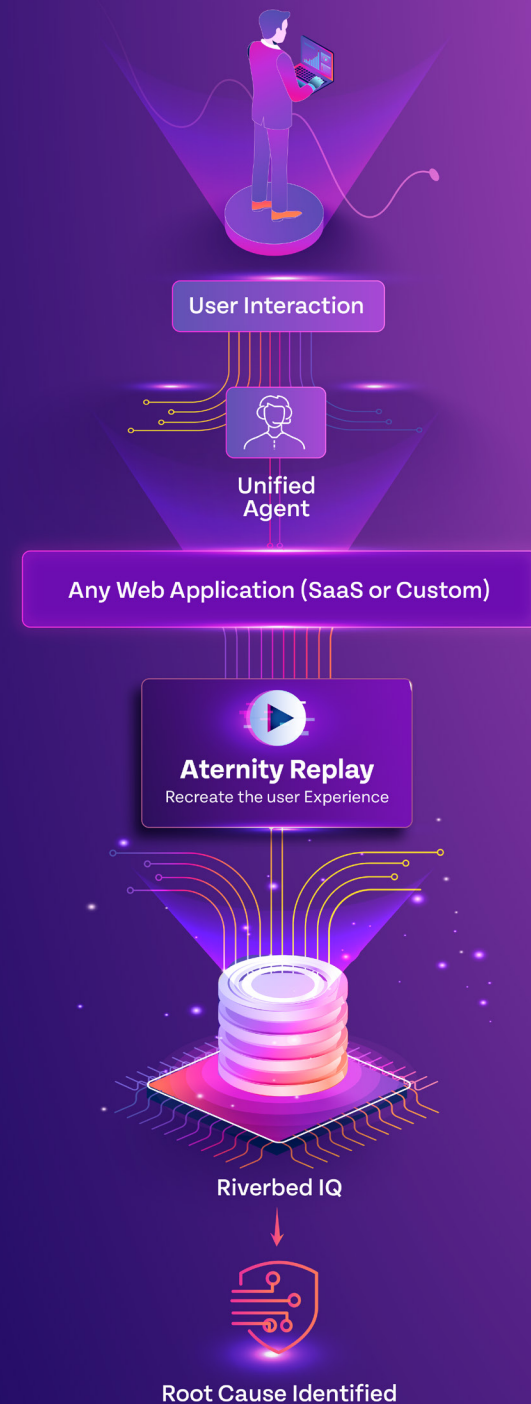 User Interaction
Unified
Agent
Any Web Application (SaaS or Custom)
Aternity Replay
Recreate the user Experience
Riverbed IQ
Root Cause Identified